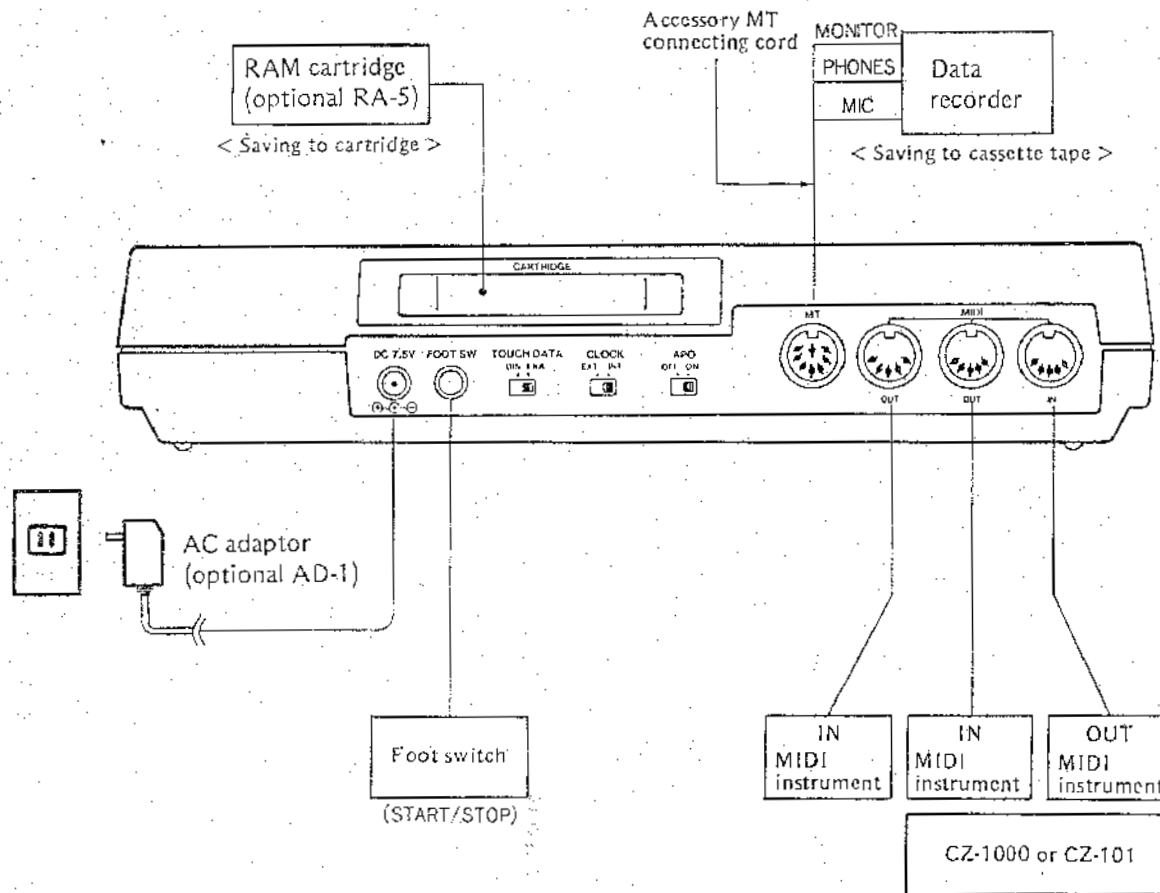 Accessory MT
connecting cord
MONITOR
PHONES
MIC
Data
recorder
< Saving to cassette tape >
RAM cartridge
(optional RA-5)
< Saving to cartridge >
CARTRIDGE
DC 7.5V
FOOT SW
TOUCH DATA
DIS ENA
CLOCK
EXT INT
APO
OFF ON
MT
MIDI
OUT
OUT
IN
AC adaptor
(optional AD-1)
Foot switch
(START/STOP)
IN
MIDI
instrument
IN
MIDI
instrument
OUT
MIDI
instrument
CZ-1000 or CZ-101